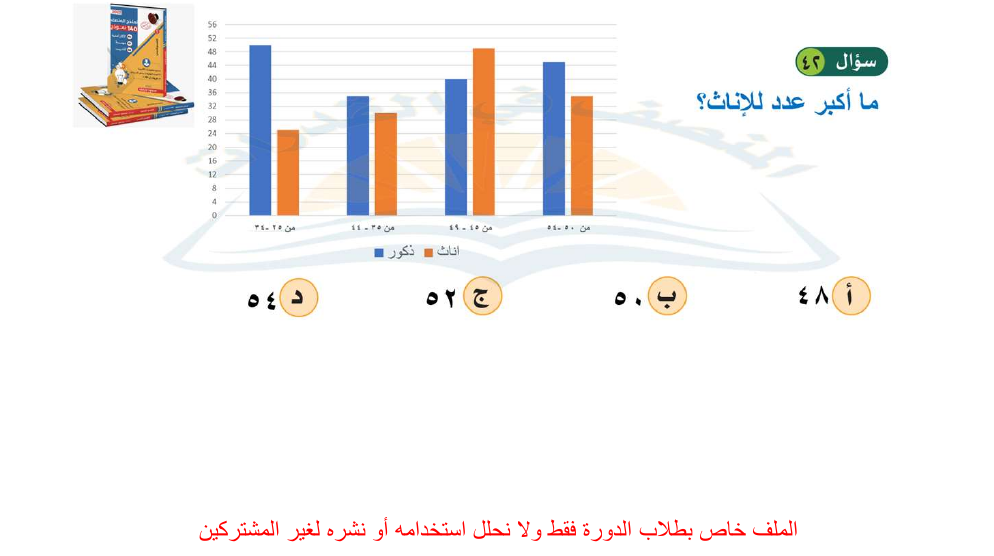 سؤال ٤٢
ما أكبر عدد للإناث؟
56
52
48
44
40
36
32
28
24
20
16
12
8
4
0
من ٢٥ -٣٤
من ٣٥ - ٤٤
من ٤٥ - ٤٩
من ٥٠ -٥٤
ذكور
اناث
أ ٤٨
ب ٥٠
ج ٥٢
د ٥٤
الملف خاص بطلاب الدورة فقط ولا نحلل استخدامه أو نشره لغير المشتركين